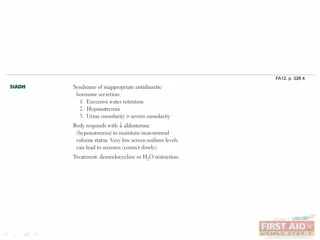 FA12, p. 328.4
SIADH
Syndrome of inappropriate antidiuretic
hormone secretion:
1. Excessive water retention
2. Hyponatremia
3. Urine osmolarity > serum osmolarity
Body responds with ↓ aldosterone
(hyponatremia) to maintain near-normal
volume status. Very low serum sodium levels
can lead to seizures (correct slowly).
Treatment: demeclocycline or H₂O restriction.
FIRST AID